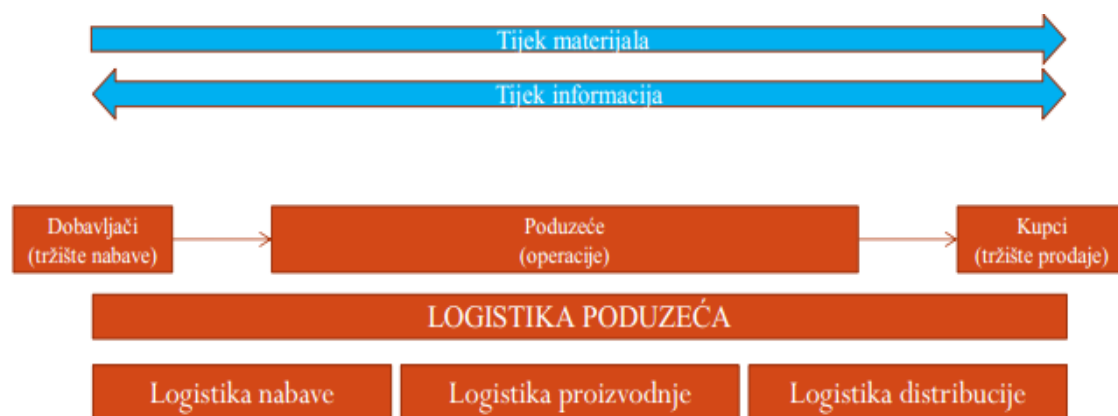 Tijek materijala
Tijek informacija
Dobavljači
(tržište nabave)
Poduzeće
(operacije)
Kupci
(tržište prodaje)
LOGISTIKA PODUZEĆA
Logistika nabave
Logistika proizvodnje
Logistika distribucije